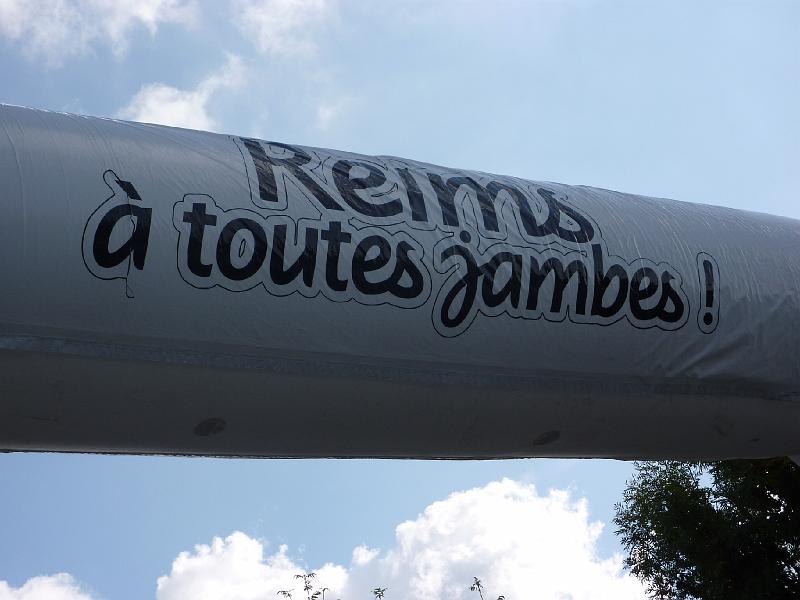 Reims
à toutes jambes !